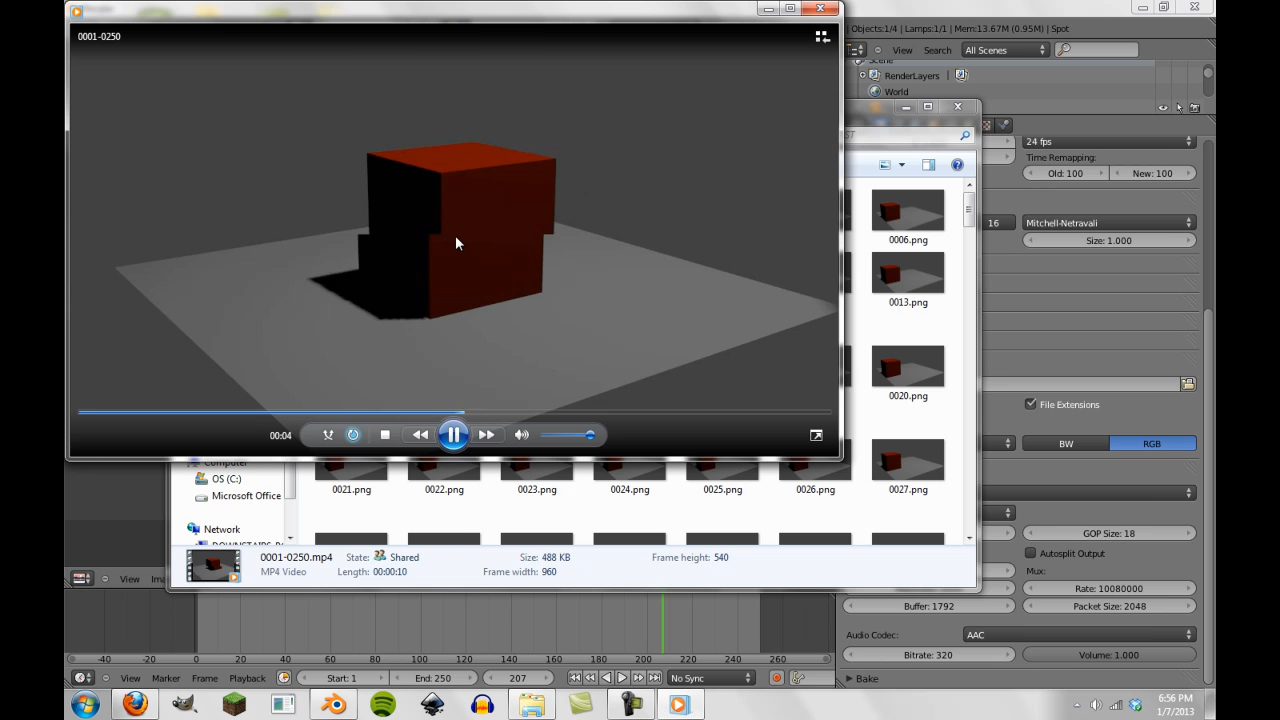 0001-0250
Objects:1/4 | Lamps:1/1 | Mem:13.67M (0.95M) | Spot
View Search All Scenes
Scene
RenderLayers
World
24 fps
Time Remapping:
Old: 100 New: 100
16 Mitchell-Netravali
Size: 1.000
0006.png
0013.png
0020.png
File Extensions
BW RGB
00:04
Computer
OS (C:)
Microsoft Office
Network
0021.png 0022.png 0023.png 0024.png 0025.png 0026.png 0027.png
GOP Size: 18
Autsplit Output
Mux:
Rate: 10080000
Buffer: 1792 Packet Size: 2048
0001-0250.mp4 State: Shared Size: 488 KB Frame height: 540
MP4 Video Length: 00:00:10 Frame width: 960
View
Audio Codec: AAC
Bitrate: 320 Volume: 1.000
Bake
-40 -20 0 20 40 60 80 100 120 140 160 180 200 220 240 260
View Marker Frame Playback Start: 1 End: 250 207 No Sync
6:56 PM
1/7/2013